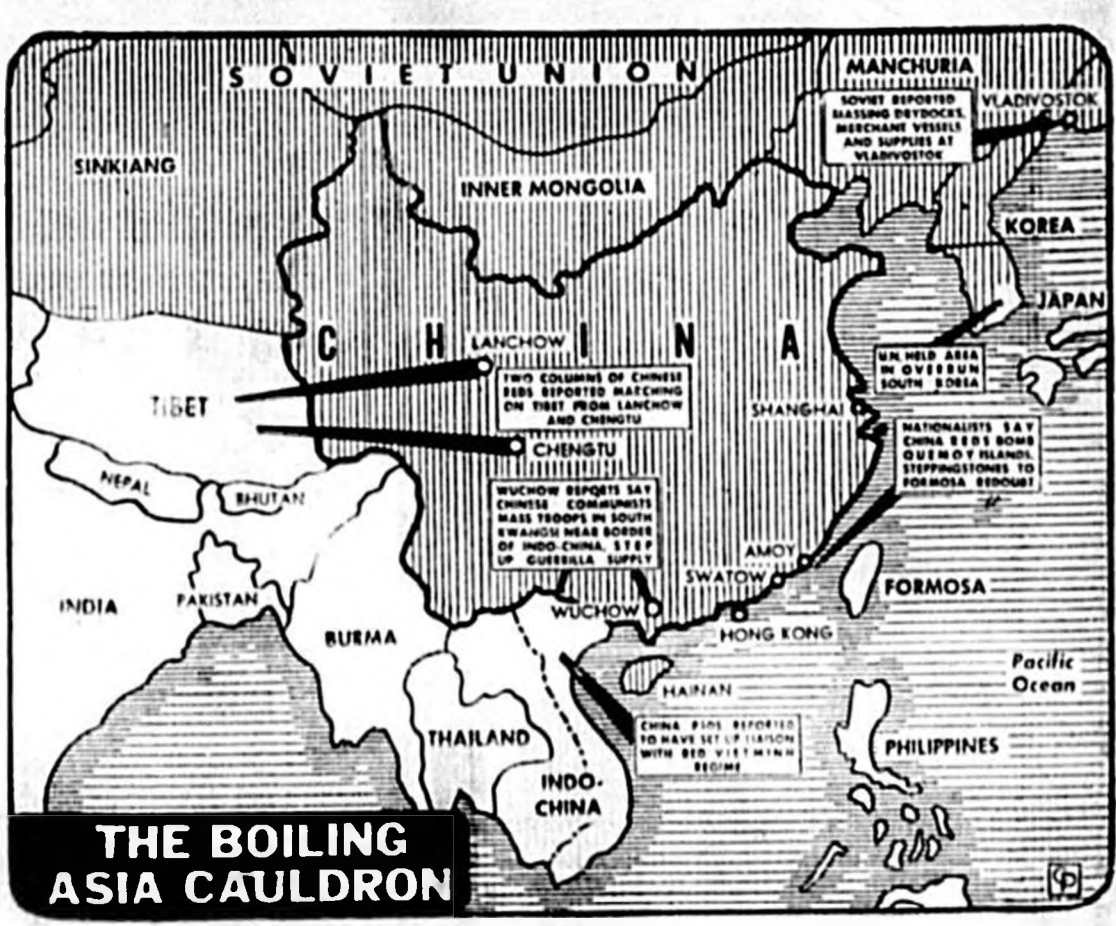 SOVIET UNION
MANCHURIA
SOVIET REPORTED
MASSING DRYDOCKS,
MERCHANT VESSELS
AND SUPPLIES AT
VLADIVOSTOK
VLADIVOSTOK
SINKIANG
INNER MONGOLIA
KOREA
JAPAN
CHINA
LANCHOW
TWO COLUMNS OF CHINESE
REDS REPORTED MARCHING
ON TIBET FROM LANCHOW
AND CHENGTU
U.N. HELD AREA
IN OVERRUN
SOUTH KOREA
TIBET
SHANGHAI
CHENGTU
NATIONALISTS SAY
CHINA REDS BOMB
QUEMOY ISLANDS,
STEPPINGSTONES TO
FORMOSA REDOUBT
NEPAL
BHUTAN
WUCHOW REPORTS SAY
CHINESE COMMUNISTS
MASS TROOPS IN SOUTH
KWANGSI NEAR BORDER
OF INDO-CHINA, STEP
UP GUERRILLA SUPPLY
AMOY
SWATOW
FORMOSA
INDIA
PAKISTAN
BURMA
WUCHOW
HONG KONG
HAINAN
Pacific
Ocean
CHINA REDS REPORTED
TO HAVE SET UP LIAISON
WITH RED VIETMINH
REGIME
THAILAND
PHILIPPINES
INDO-
CHINA
THE BOILING
ASIA CAULDRON
CP